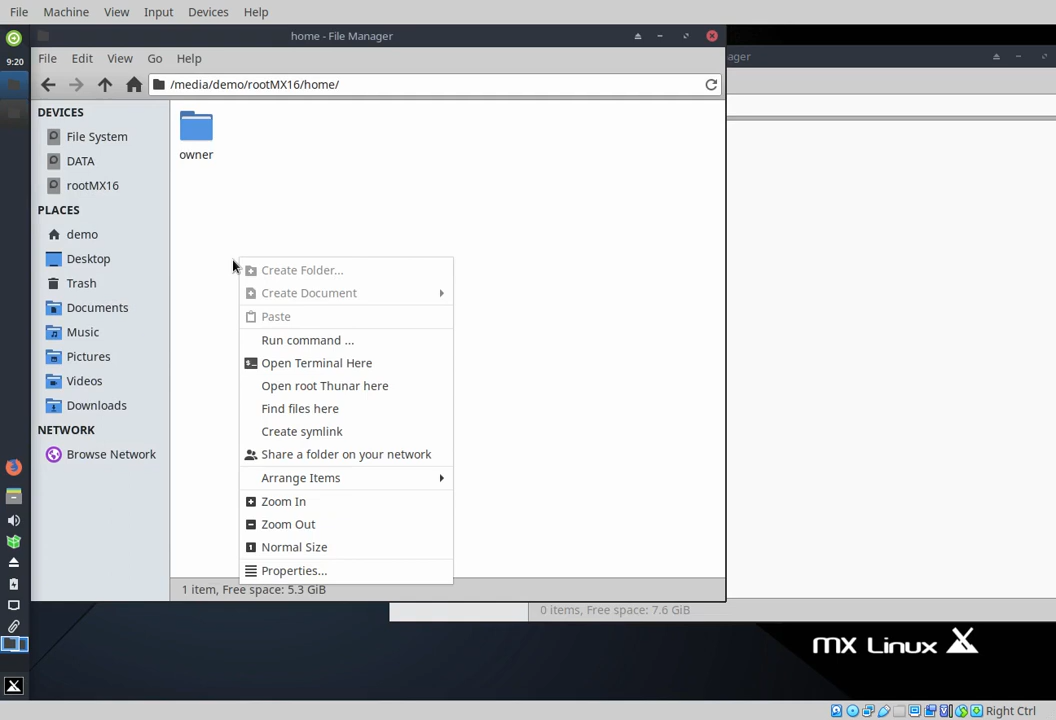 File Machine View Input Devices Help
home - File Manager
ager
9:20
File Edit View Go Help
/media/demo/rootMX16/home/
DEVICES
File System
DATA
rootMX16
PLACES
demo
Desktop
Trash
Documents
Music
Pictures
Videos
Downloads
NETWORK
Browse Network
owner
Create Folder...
Create Document
Paste
Run command ...
Open Terminal Here
Open root Thunar here
Find files here
Create symlink
Share a folder on your network
Arrange Items
Zoom In
Zoom Out
Normal Size
Properties...
1 item, Free space: 5.3 GiB
0 items, Free space: 7.6 GiB
MX Linux
Right Ctrl